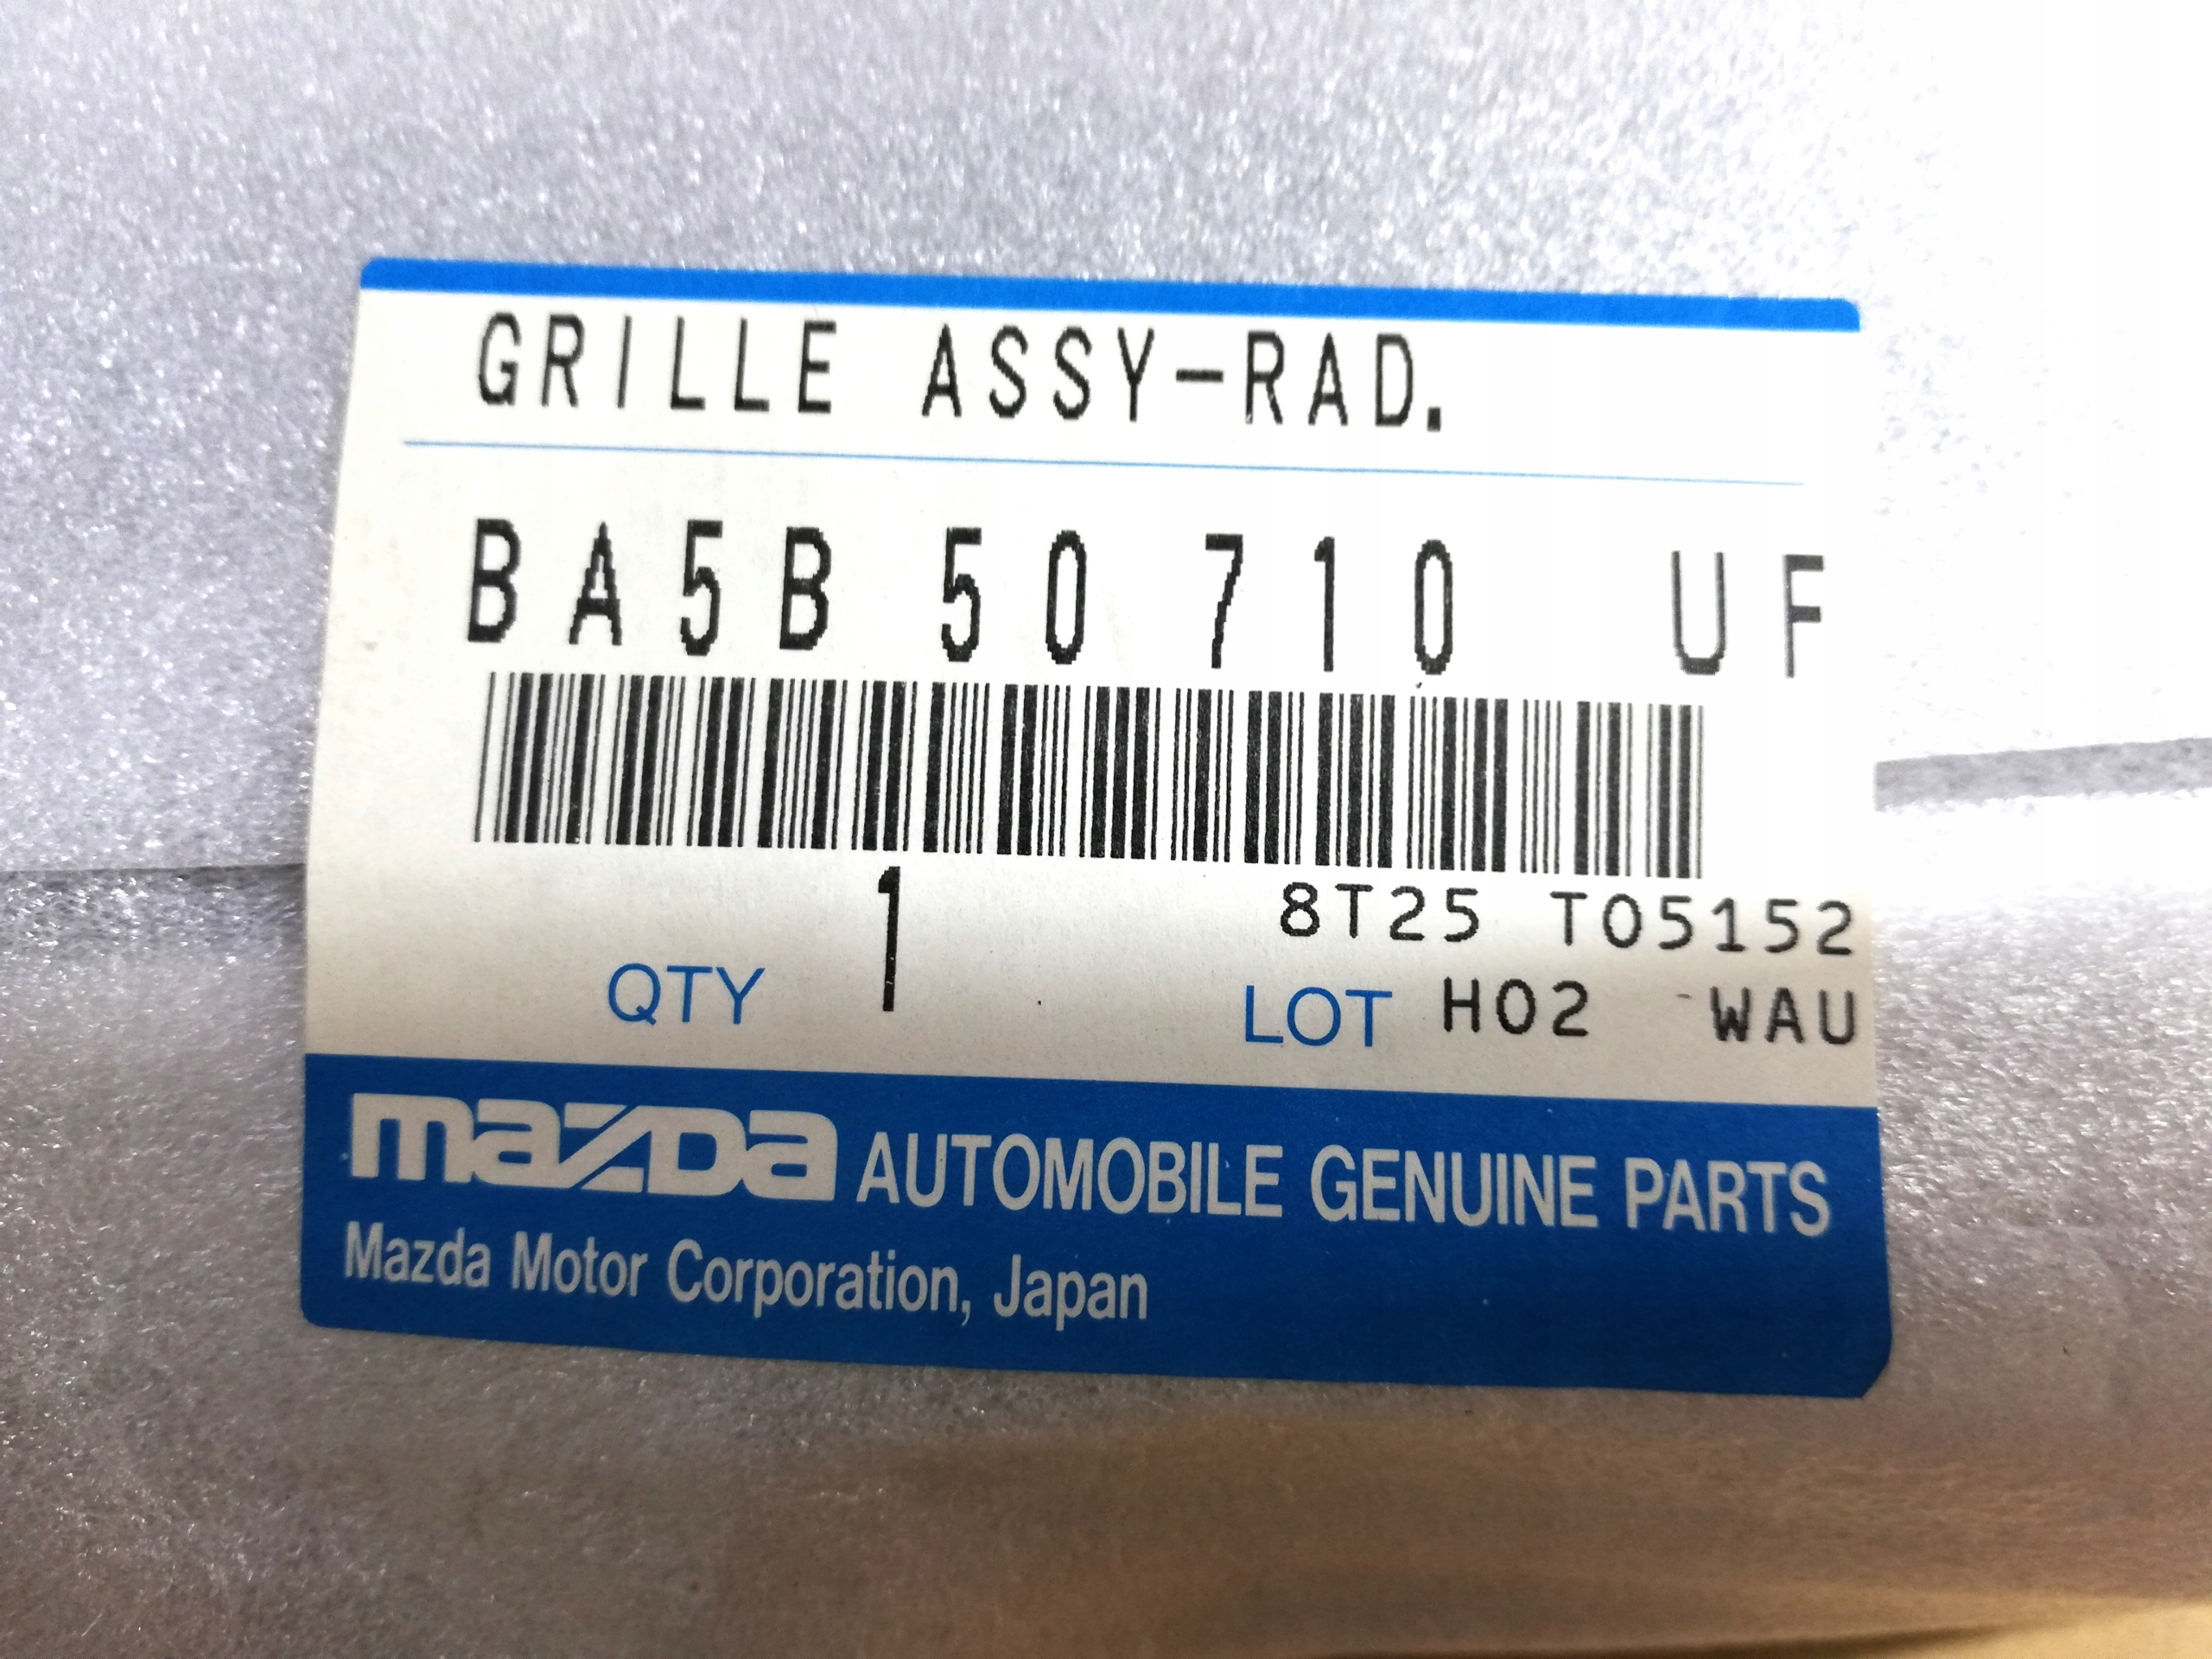 GRILLE ASSY-RAD.
BA5B 50 710 UF
1 8T25 T05152
QTY LOT H02 WAU
mazda AUTOMOBILE GENUINE PARTS
Mazda Motor Corporation, Japan